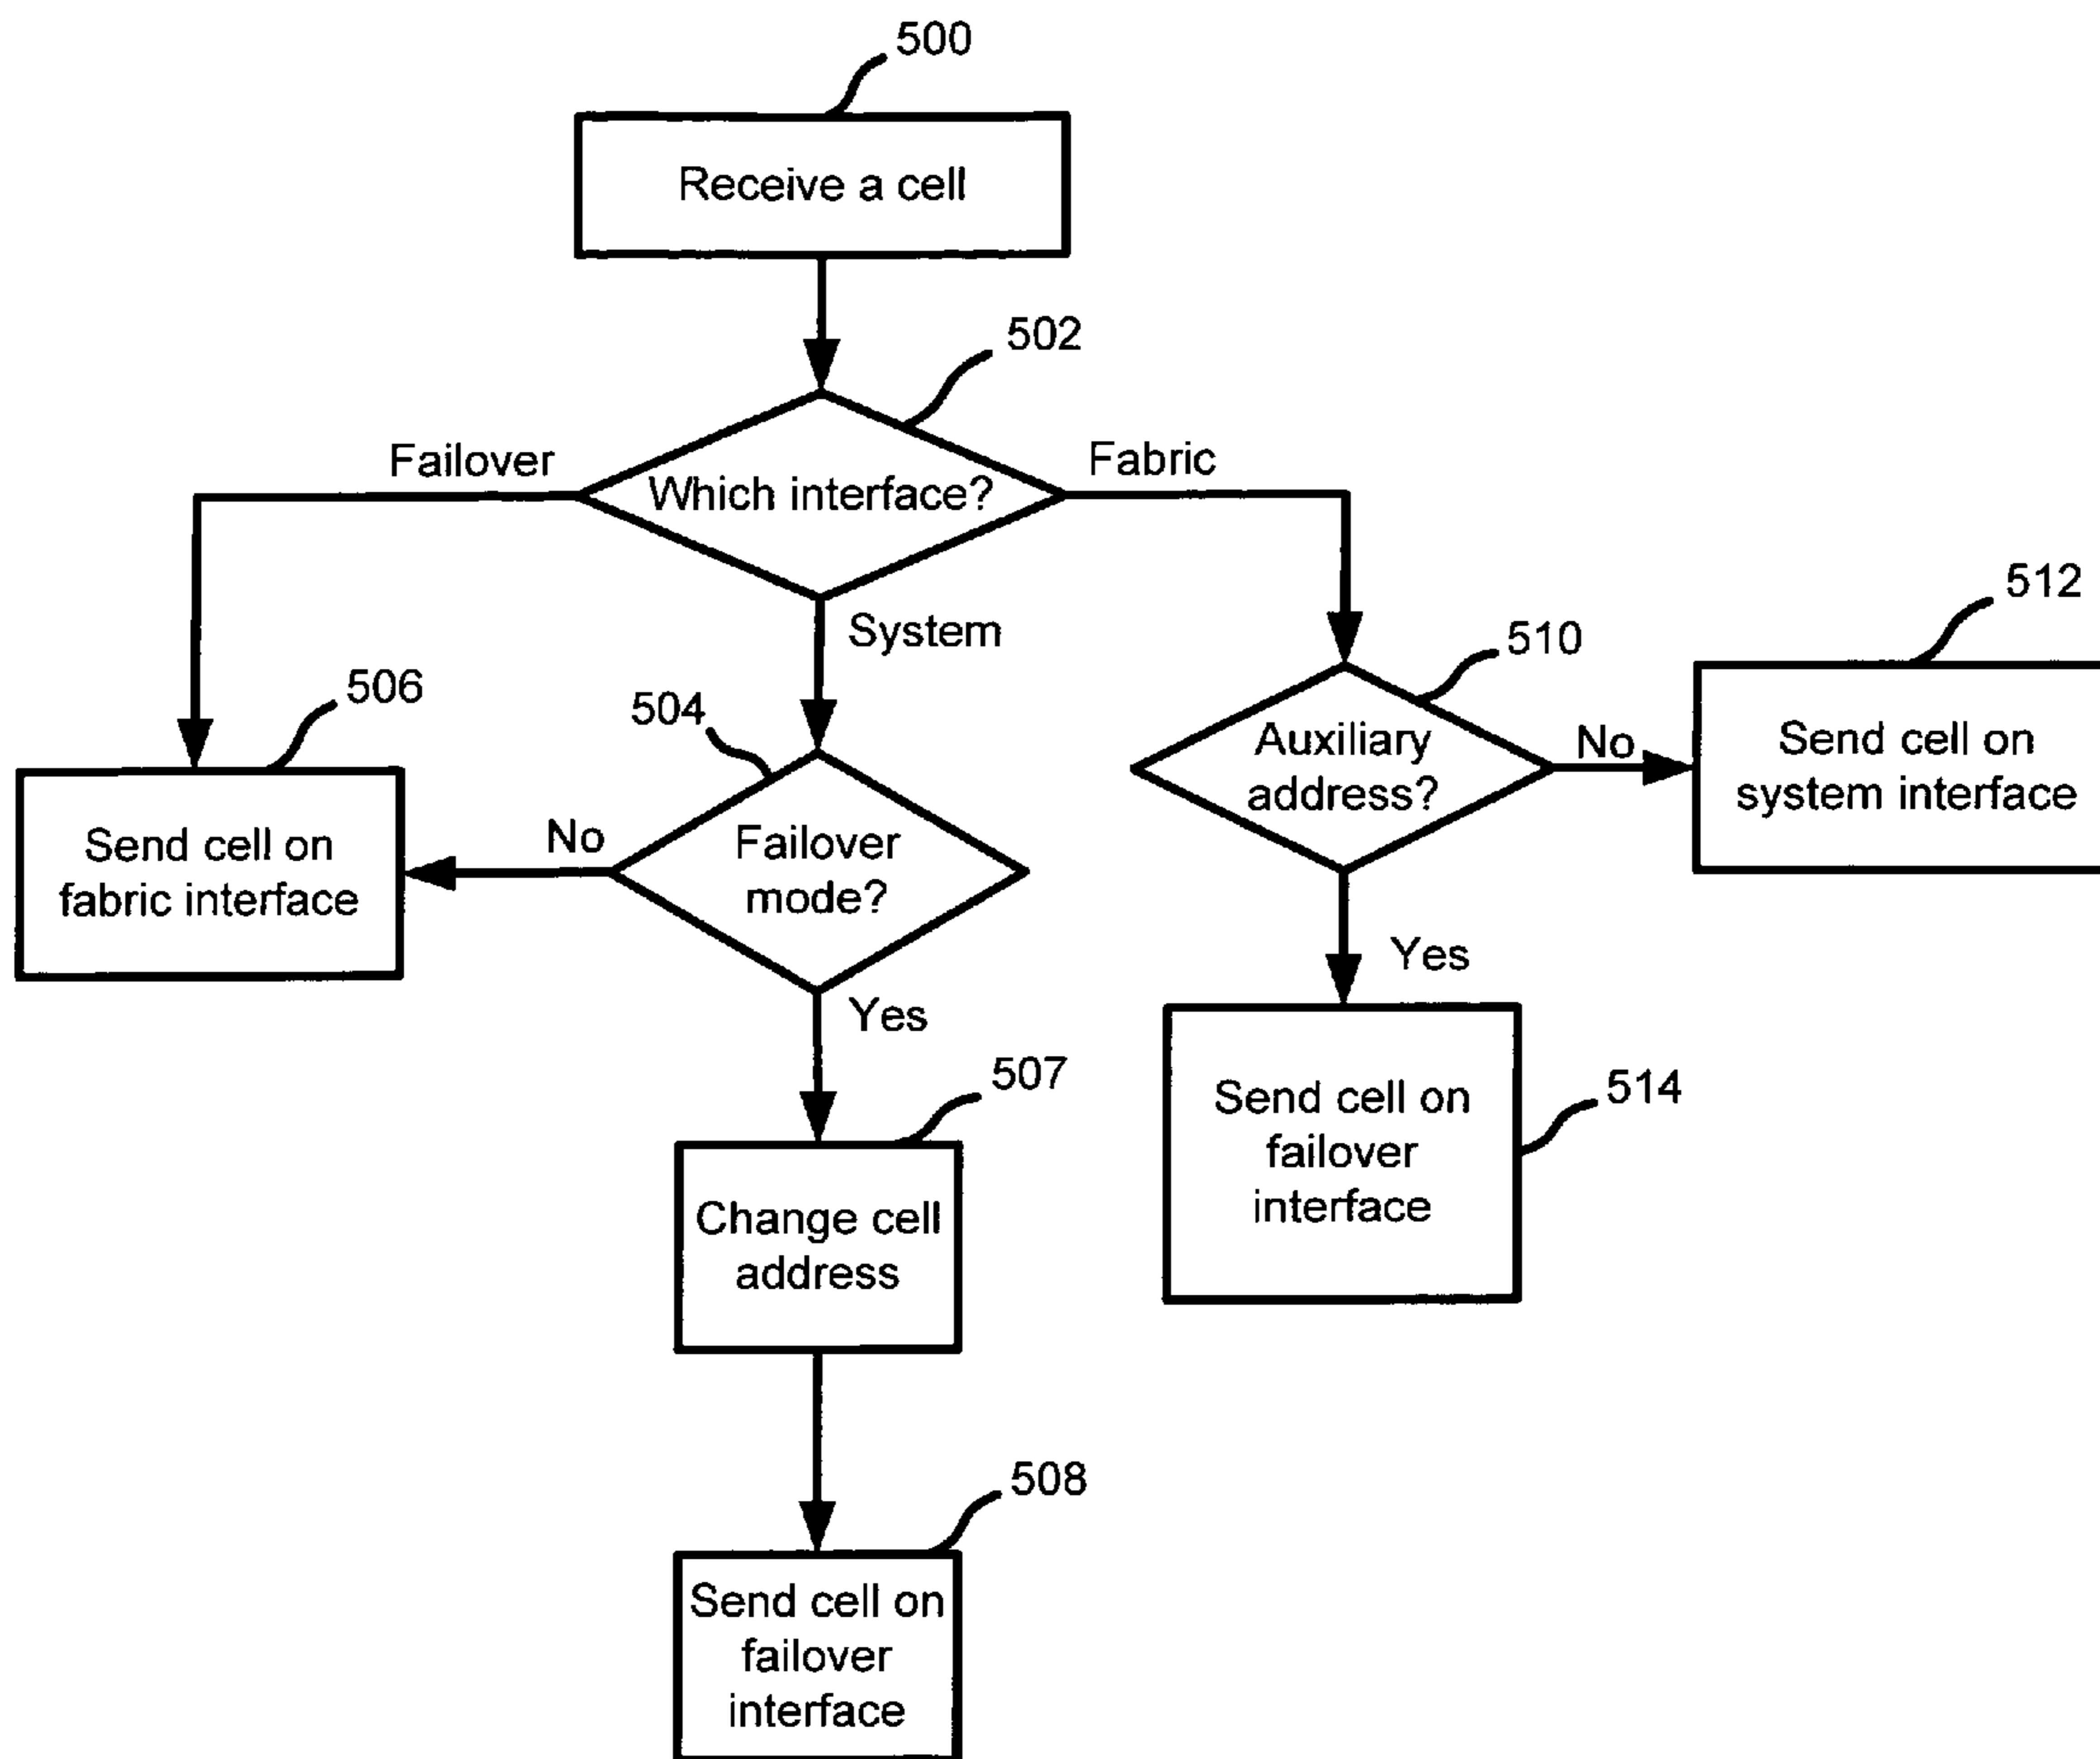 500
Receive a cell
502
Failover
Fabric
Which interface?
System
512
510
506
504
Auxiliary
address?
No
Send cell on
system interface
Send cell on
fabric interface
No
Failover
mode?
Yes
Yes
507
514
Send cell on
failover
interface
Change cell
address
508
Send cell on
failover
interface